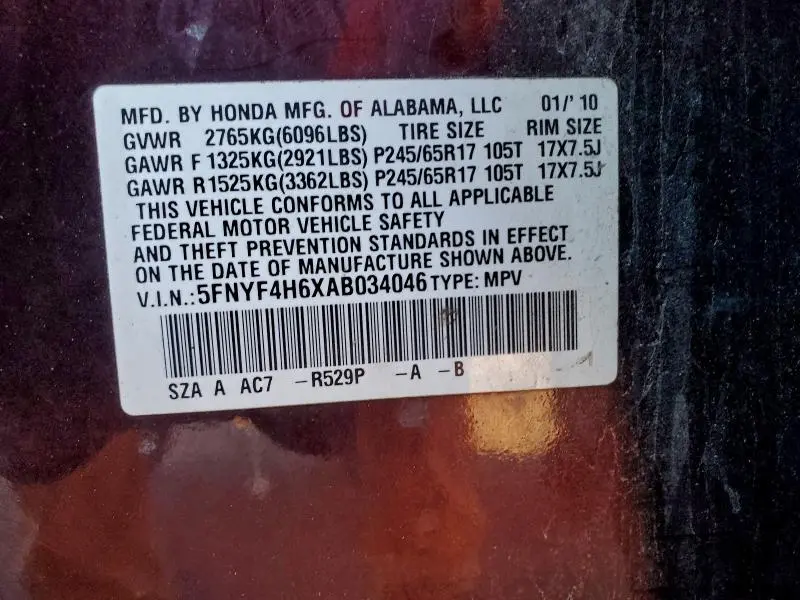 MFD. BY HONDA MFG. OF ALABAMA, LLC 01/'10
GVWR 2765KG(6096LBS) TIRE SIZE RIM SIZE
GAWR F 1325KG(2921LBS) P245/65R17 105T 17X7.5J
GAWR R1525KG(3362LBS) P245/65R17 105T 17X7.5J
THIS VEHICLE CONFORMS TO ALL APPLICABLE
FEDERAL MOTOR VEHICLE SAFETY
AND THEFT PREVENTION STANDARDS IN EFFECT
ON THE DATE OF MANUFACTURE SHOWN ABOVE.
V.I.N.:5FNYF4H6XAB034046 TYPE: MPV
SZA A AC7 -R529P -A -B